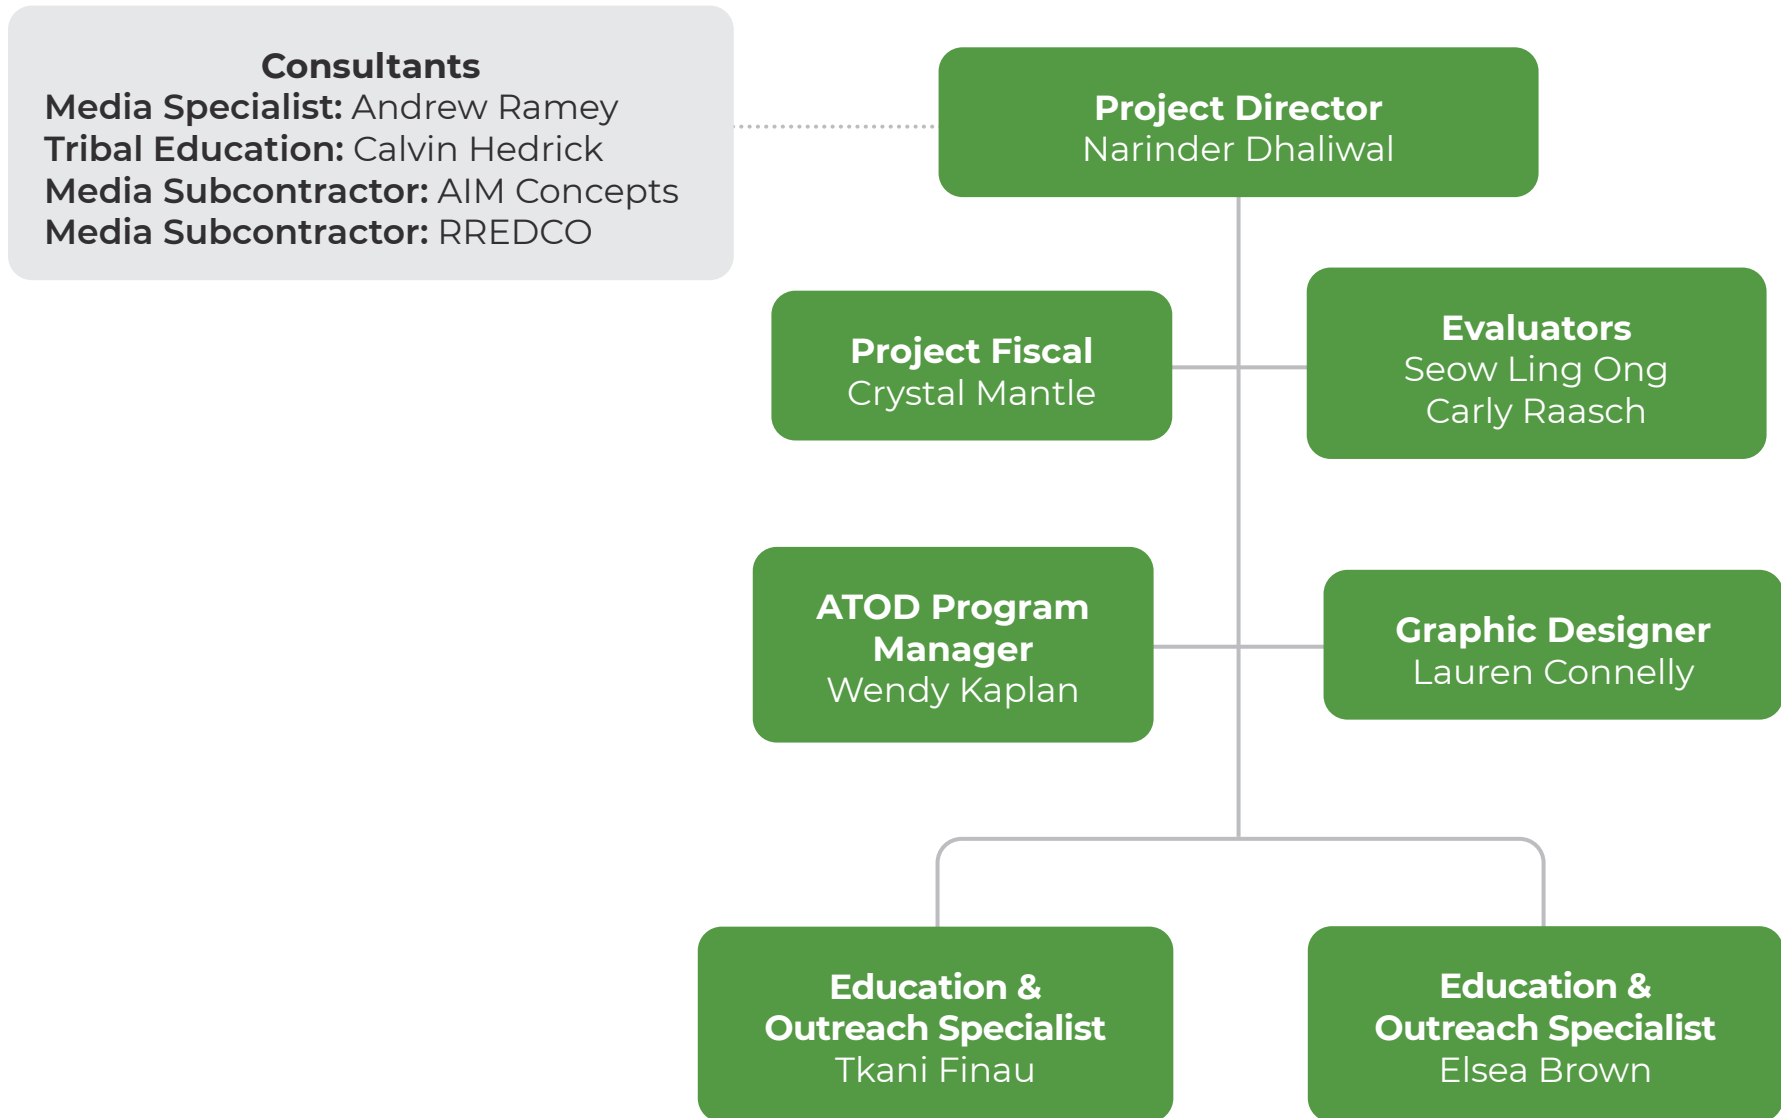 Consultants
Media Specialist: Andrew Ramey
Tribal Education: Calvin Hedrick
Media Subcontractor: AIM Concepts
Media Subcontractor: RREDCO
Project Director
Narinder Dhaliwal
Project Fiscal
Crystal Mantle
Evaluators
Seow Ling Ong
Carly Raasch
ATOD Program
Manager
Wendy Kaplan
Graphic Designer
Lauren Connelly
Education &
Outreach Specialist
Tkani Finau
Education &
Outreach Specialist
Elsea Brown